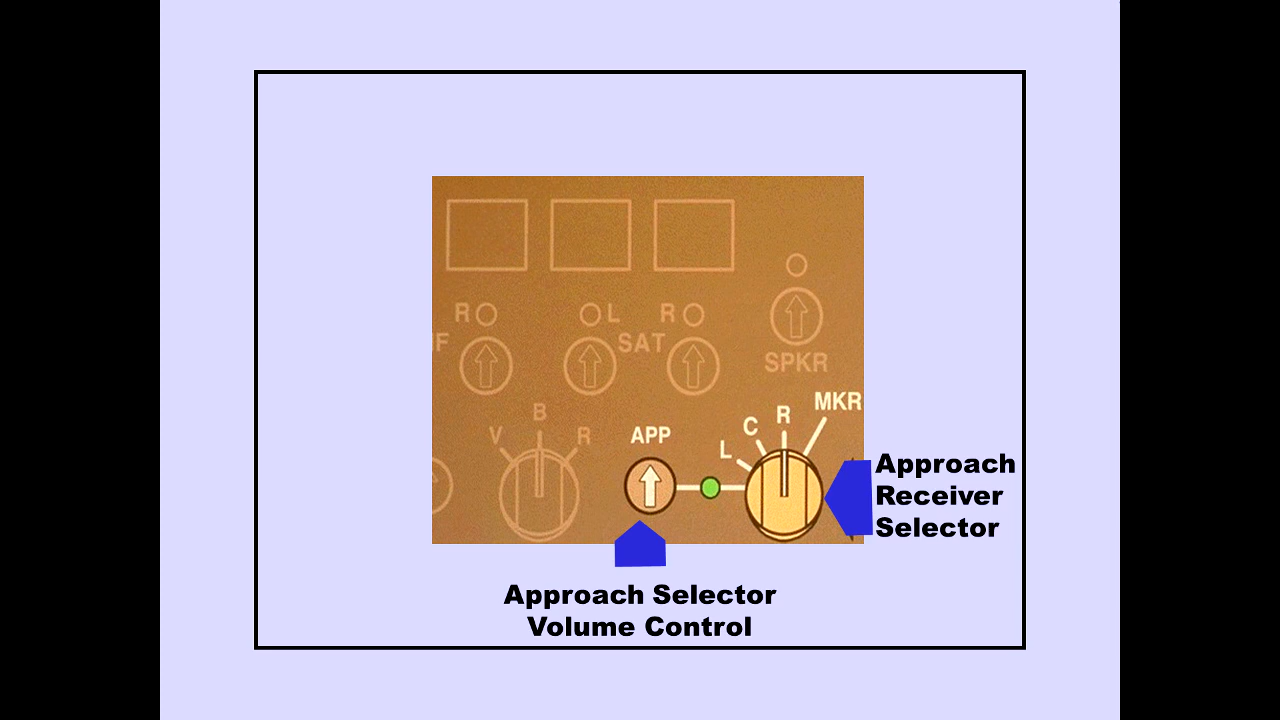 R L R
F SAT
SPKR
MKR
B R
C
V R APP
L
Approach
Receiver
Selector
Approach Selector
Volume Control